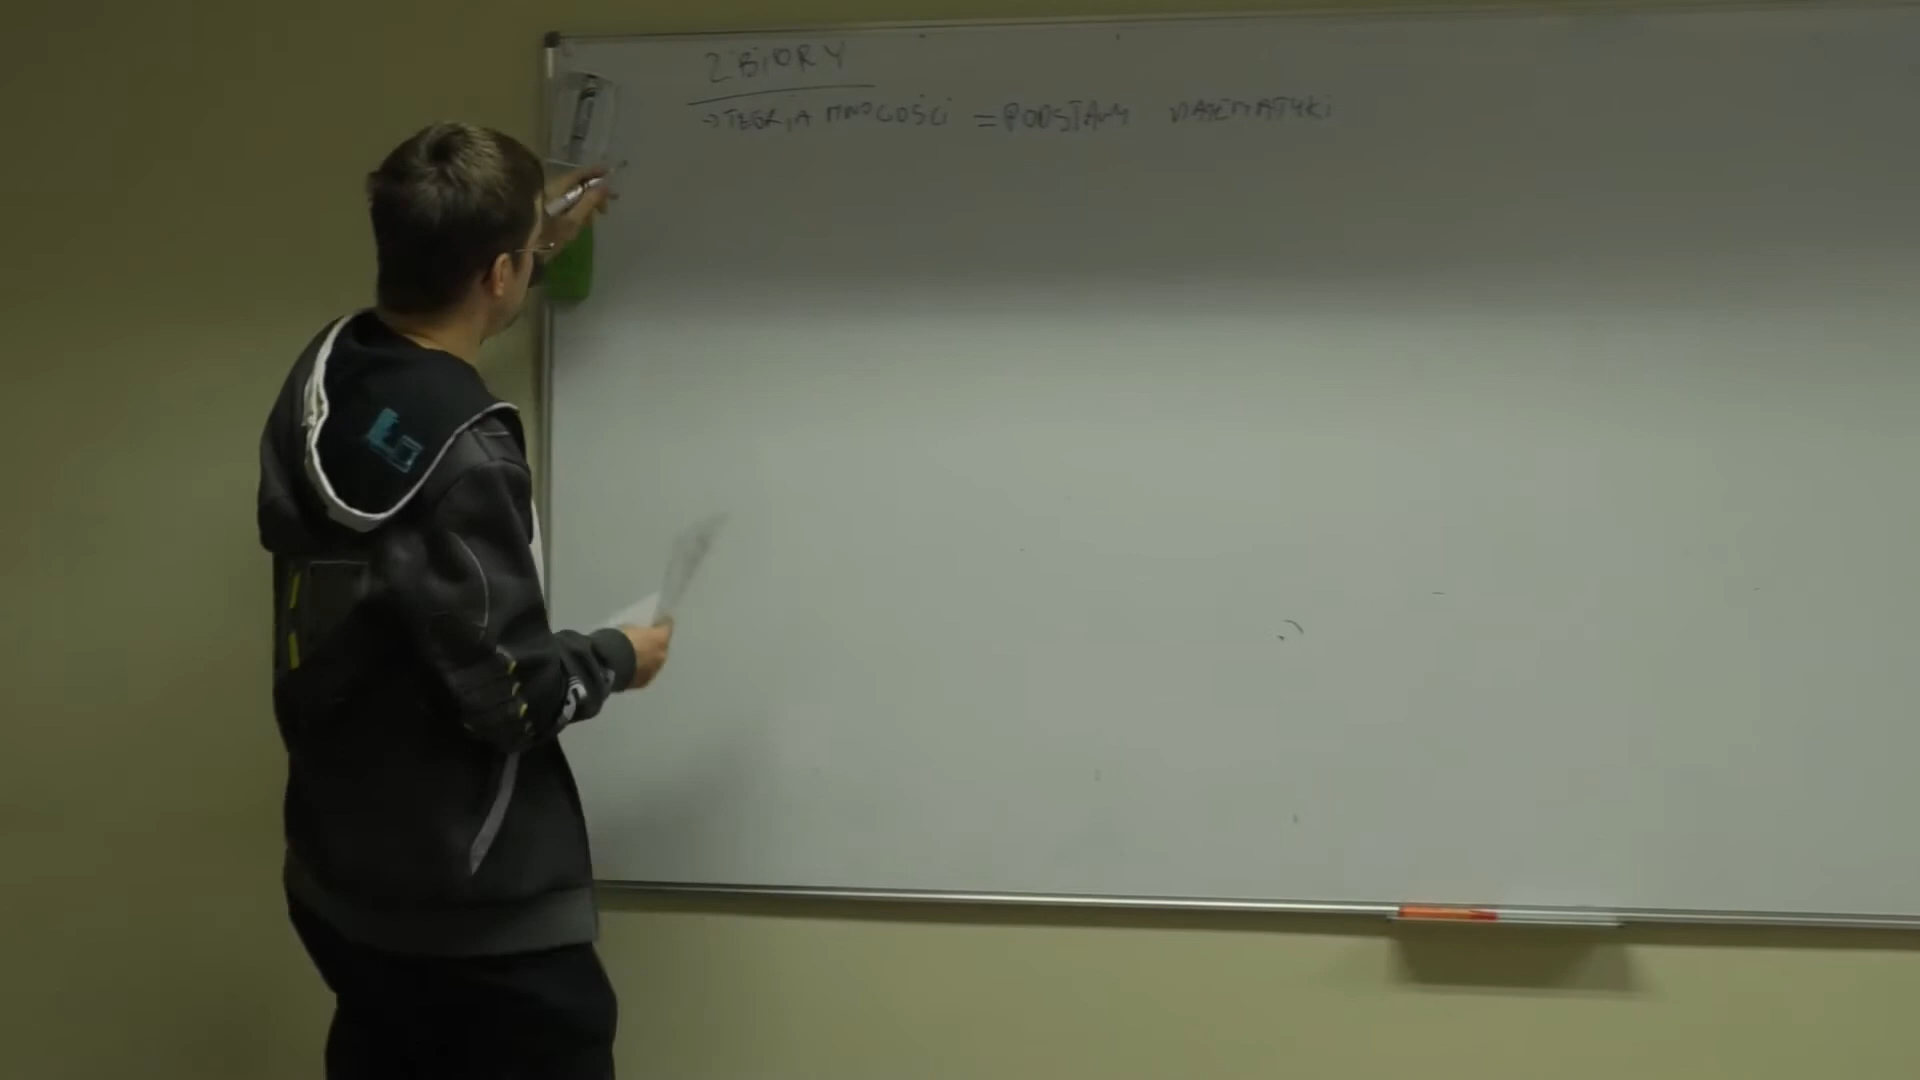 ZBIORY
→ TEORIA MNOGOŚCI = PODSTAWY MATEMATYKI